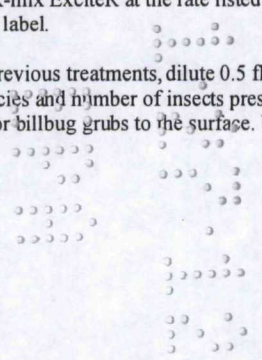 -mix ExciteR at the rate listed
label.
revious treatments, dilute 0.5 fl
cies and number of insects pres
or billbug grubs to the surface.